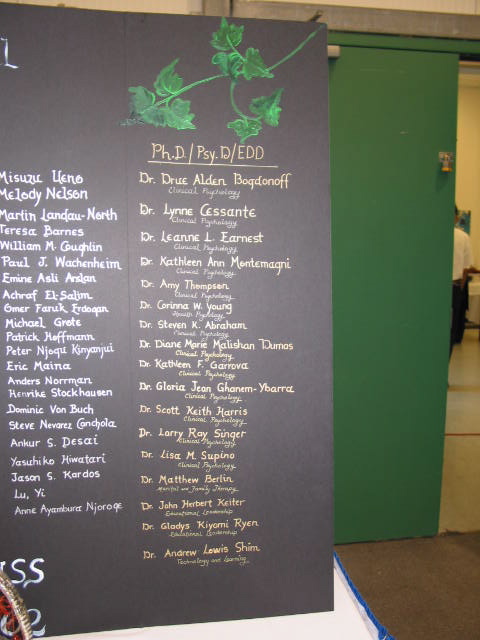 L
Misuzu Ueno
Melody Nelson
Martin Landau-North
Teresa Barnes
William M. Coughlin
Paul J. Wachenheim
Emine Asli Arslan
Achraf El-Salim
Omer Faruk Erdogan
Michael Grote
Patrick Hoffmann
Peter Njogu Kinyanjui
Eric Maina
Anders Norrman
Henrike Stockhausen
Dominic Von Buch
Steve Nevarez Gondjola
Ankur S. Desai
Yasuhiko Hiwatari
Jason S. Kardos
Lu, Yi
Anne Ayambura Njoroge
ss
Ph.D./Psy.D/EDD
Dr. Drue Alden Bogdonoff
Clinical Psychology
Dr. Lynne Cessante
Clinical Psychology
Dr. Leanne L. Earnest
Clinical Psychology
Dr. Kathleen Ann Montemagni
Clinical Psychology
Dr. Amy Thompson
Clinical Psychology
Dr. Corinna W. Young
Health Psychology
Dr. Steven K. Abraham
Clinical Psychology
Dr. Diane Marie Malishan Dumas
Clinical Psychology
Dr. Kathleen F. Garrova
Clinical Psychology
Dr. Gloria Jean Ghanem-Ybarra
Clinical Psychology
Dr. Scott Keith Harris
Clinical Psychology
Dr. Larry Ray Singer
Clinical Psychology
Dr. Lisa M. Supino
Clinical Psychology
Dr. Matthew Berlin
Marital and Family Therapy
Dr. John Herbert Keiter
Educational Leadership
Dr. Gladys Kiyomi Ryen
Educational Leadership
Dr. Andrew Lewis Shim
Technology and Learning